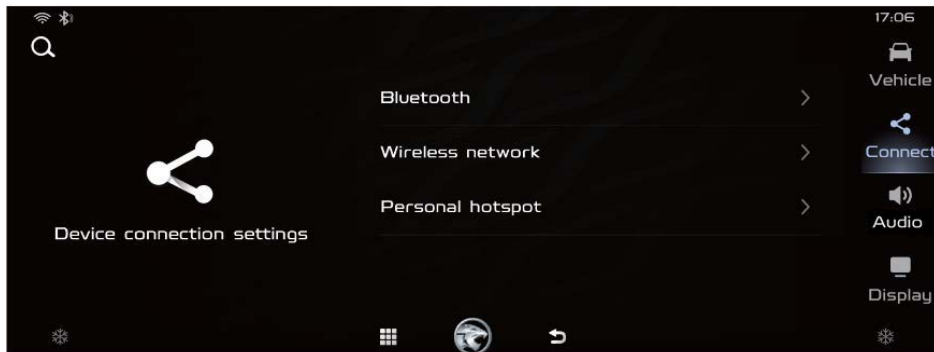 17:06
Vehicle
Bluetooth
Wireless network
Connect
Personal hotspot
Audio
Device connection settings
Display